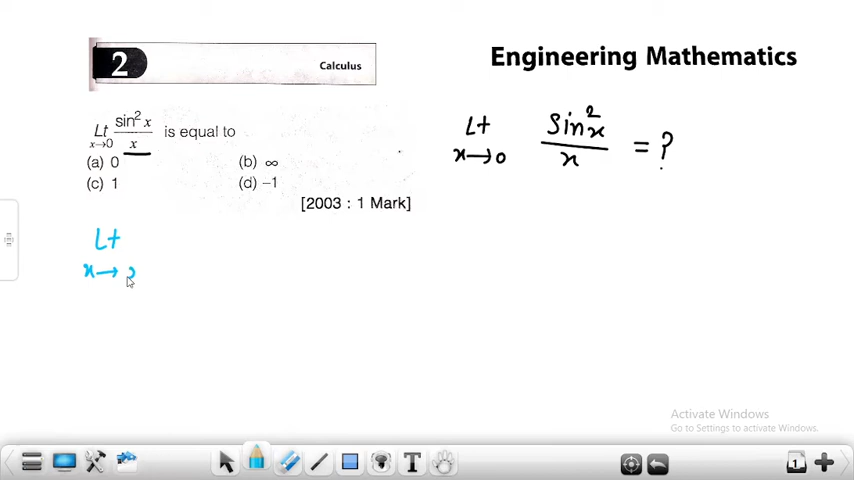 2
Calculus
Engineering Mathematics
Lt x→0 sin² x / x is equal to
(a) 0
(b) ∞
(c) 1
(d) –1
[2003 : 1 Mark]
Lt x→0 Sin²x / x = ?
Lt
x→
Activate Windows
Go to Settings to activate Windows.
T
1